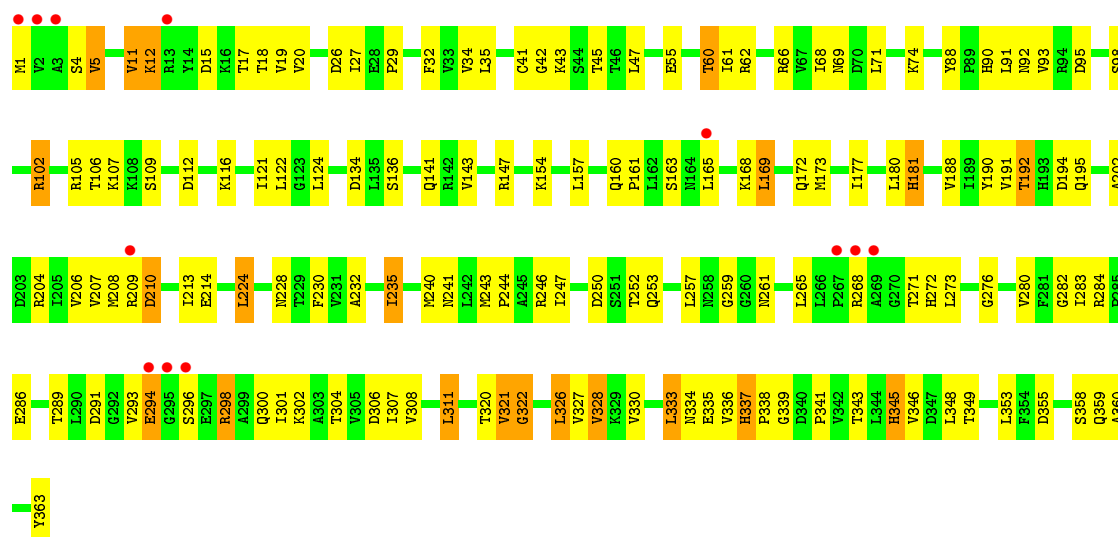 M1 V2 A3 S4 V5 V11 K12 R13 Y14 D15 K16 T17 T18 V19 V20 D26 I27 E28 P29 F32 V33 V34 L35 C41 G42 K43 S44 T45 T46 L47 E55 T60 I61 R62 R66 V67 I68 N69 D70 L71 K74 Y88 P89 H90 L91 N92 V93 R94 D95 S98
R102 R105 T106 K107 K108 S109 D112 K116 I121 L122 G123 L124 D134 L135 S136 Q141 R142 V143 R147 K154 L157 Q160 P161 L162 S163 N164 L165 K168 L169 Q172 M173 I177 L180 H181 V188 I189 Y190 V191 T192 H193 D194 Q195 A202
D203 R204 I205 V206 V207 M208 R209 D210 I213 E214 L224 N228 T229 F230 V231 A232 I235 M240 N241 L242 M243 P244 A245 R246 I247 D250 S251 T252 Q253 L257 N258 G259 G260 N261 L265 L266 P267 R268 A269 G270 T271 H272 L273 G276 V280 F281 G282 I283 R284
E286 T289 L290 D291 G292 V293 E294 G295 S296 E297 R298 A299 Q300 I301 K302 A303 T304 V305 D306 I307 V308 L311 T320 V321 G322 L326 V327 V328 K329 V330 L333 N334 E335 V336 H337 P338 G339 D340 P341 V342 T343 L344 H345 V346 D347 L348 T349 L353 F354 D355 S358 Q359 A360
Y363